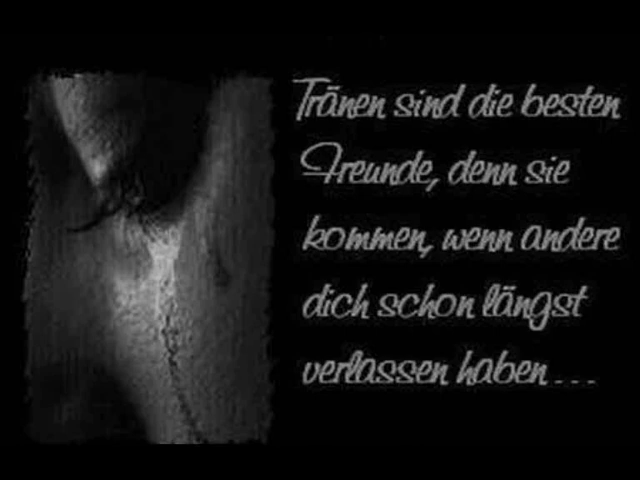 Tränen sind die besten
Freunde, denn sie
kommen, wenn andere
dich schon längst
verlassen haben...